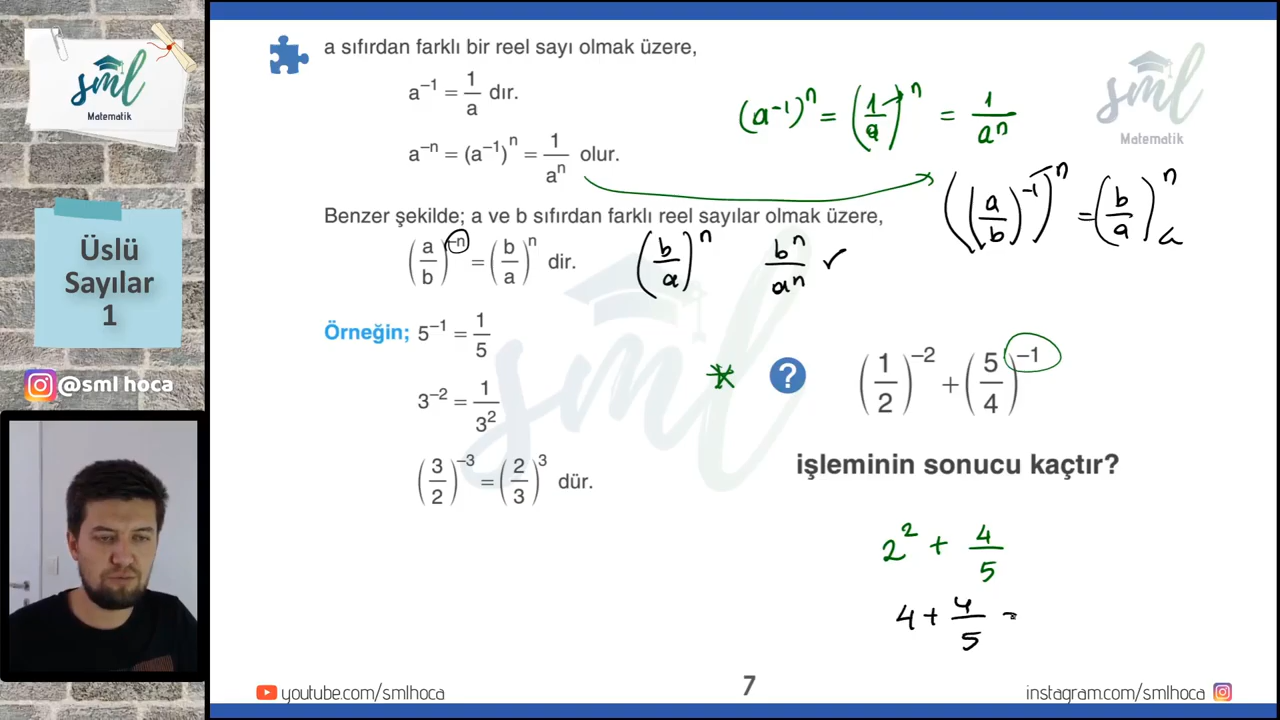 sml
Matematik
Üslü
Sayılar
1
@sml hoca
a sıfırdan farklı bir reel sayı olmak üzere,
a⁻¹ = 1/a dır.
a⁻ⁿ = (a⁻¹)ⁿ = 1/aⁿ olur.
Benzer şekilde; a ve b sıfırdan farklı reel sayılar olmak üzere,
(a/b)⁻ⁿ = (b/a)ⁿ dir.
(b/a)ⁿ bⁿ/aⁿ ✓
Örneğin; 5⁻¹ = 1/5
3⁻² = 1/3²
(3/2)⁻³ = (2/3)³ dür.
sml
Matematik
(a⁻¹)ⁿ = (1/a)ⁿ = 1/aⁿ
((a/b)⁻¹)ⁿ = (b/a)ⁿ
* ? (1/2)⁻² + (5/4)⁻¹
işleminin sonucu kaçtır?
2² + 4/5
4 + 4/5 =
sml
youtube.com/smlhoca
7
instagram.com/smlhoca